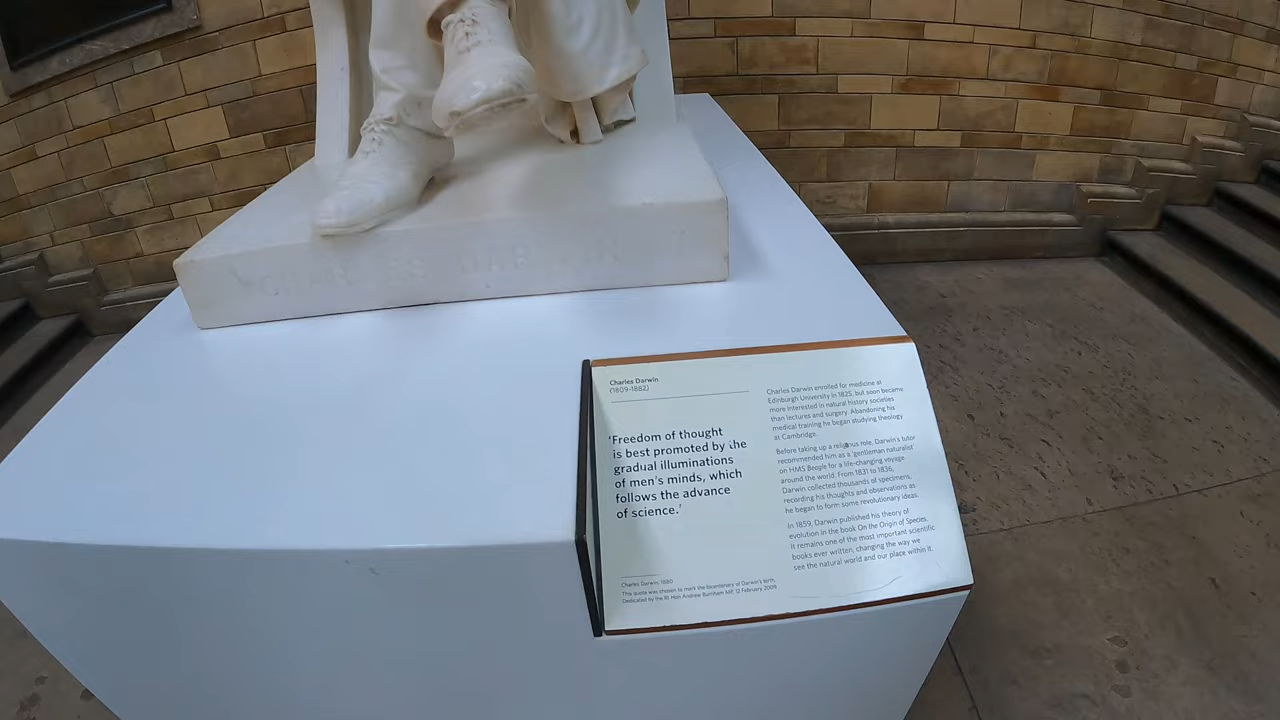 CHARLES DARWIN
Charles Darwin
(1809-1882)
'Freedom of thought
is best promoted by the
gradual illuminations
of men's minds, which
follows the advance
of science.'
Charles Darwin, 1880
This quote was chosen to mark the bicentenary of Darwin's birth.
Dedicated by the Rt Hon Andrew Burnham MP, 12 February 2009
Charles Darwin enrolled for medicine at
Edinburgh University in 1825, but soon became
more interested in natural history societies
than lectures and surgery. Abandoning his
medical training he began studying theology
at Cambridge.
Before taking up a religious role, Darwin's tutor
recommended him as a 'gentleman naturalist'
on HMS Beagle for a life-changing voyage
around the world. From 1831 to 1836,
Darwin collected thousands of specimens,
recording his thoughts and observations as
he began to form some revolutionary ideas.
In 1859, Darwin published his theory of
evolution in the book On the Origin of Species.
It remains one of the most important scientific
books ever written, changing the way we
see the natural world and our place within it.